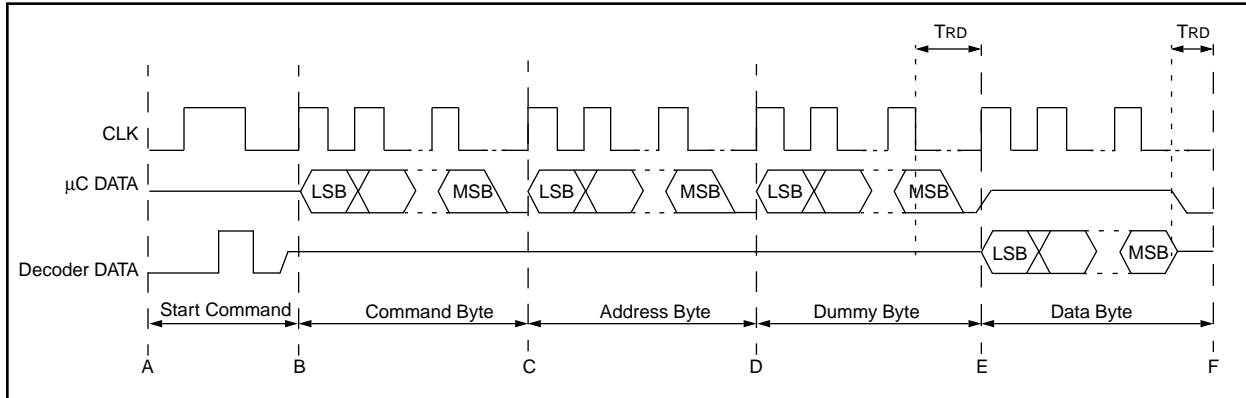 TRD TRD
CLK
μC DATA
LSB MSB LSB MSB LSB MSB
Decoder DATA
LSB MSB
Start Command Command Byte Address Byte Dummy Byte Data Byte
A B C D E F